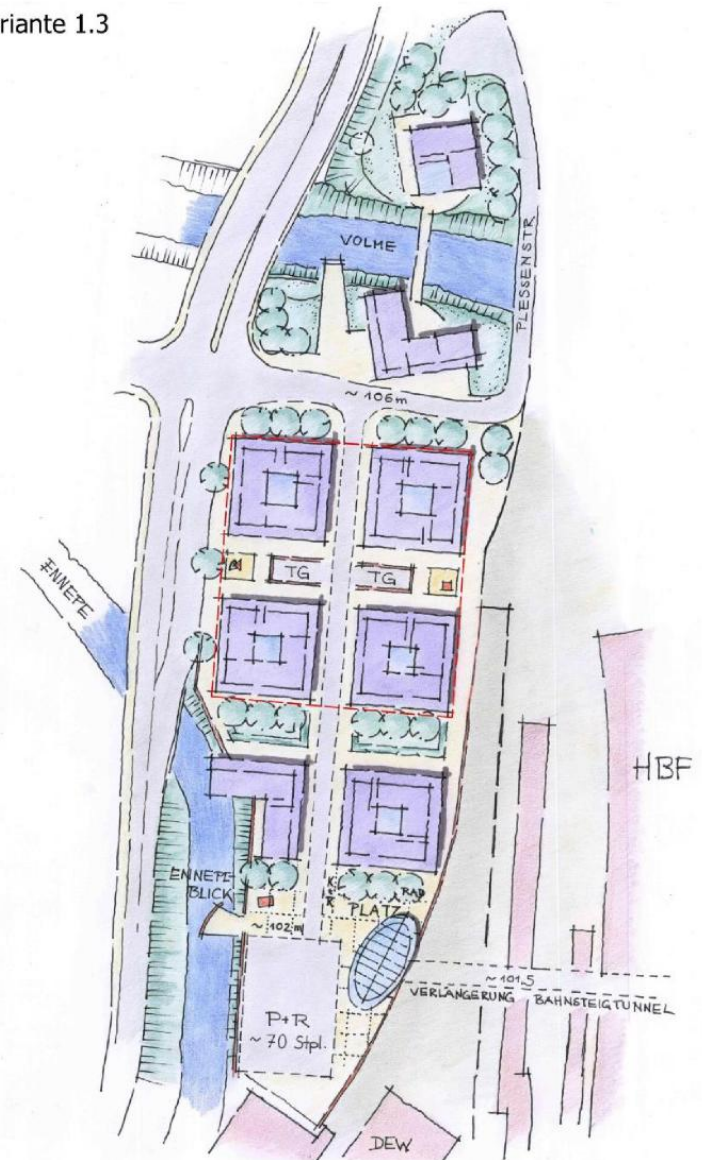 riante 1.3
VOLME
PLESSENSTR.
~ 106m
ENNEPE
TG
TG
HBF
ENNEPE-
BLICK
K+R
RAD
PLATZ
~ 102m
~ 101.5
VERLÄNGERUNG BAHNSTEIGTUNNEL
P+R
~ 70 Stpl.
DEW